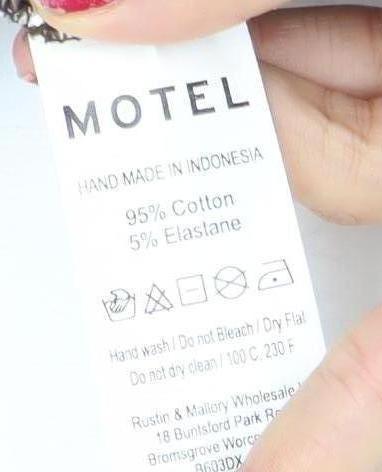 MOTEL
HAND MADE IN INDONESIA
95% Cotton
5% Elastane
Hand wash / Do not Bleach / Dry Flat
Do not dry clean / 100 C, 230 F
Rustin & Mallory Wholesale
18 Buntsford Park
Bromsgrove
B603DX